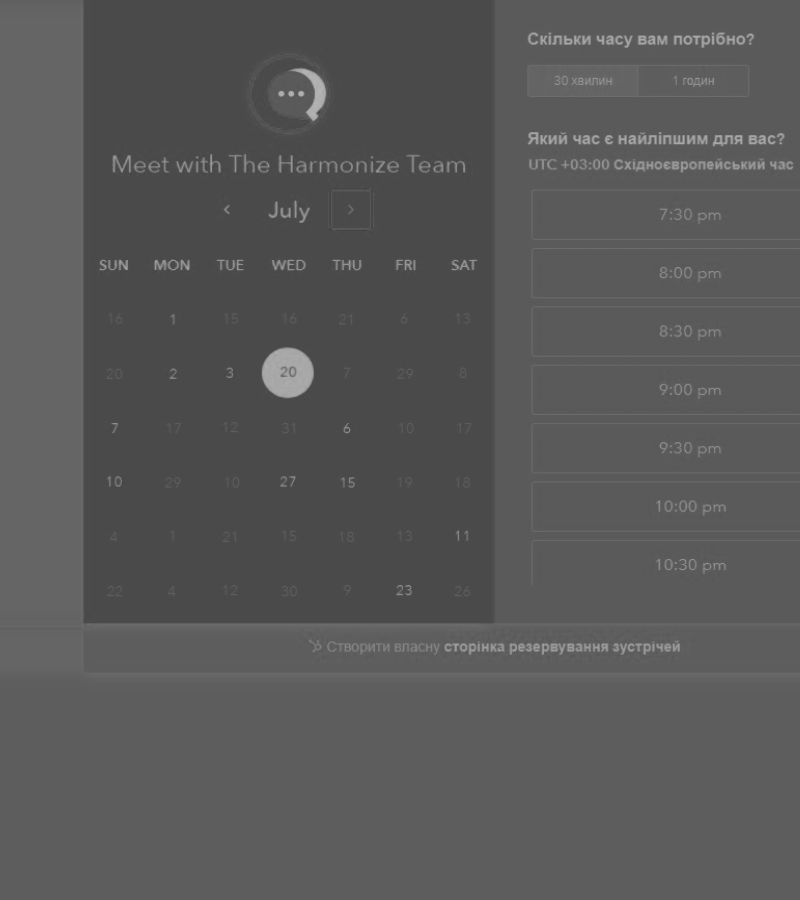 Meet with The Harmonize Team
July
SUN MON TUE WED THU FRI SAT
16 1 15 16 21 6 13
20 2 3 20 7 29 8
7 17 12 31 6 10 17
10 29 10 27 15 19 18
4 1 21 15 18 13 11
22 4 12 30 9 23 26
Скільки часу вам потрібно?
30 хвилин 1 годин
Який час є найліпшим для вас?
UTC +03:00 Східноєвропейський час
7:30 pm
8:00 pm
8:30 pm
9:00 pm
9:30 pm
10:00 pm
10:30 pm
Створити власну сторінка резервування зустрічей